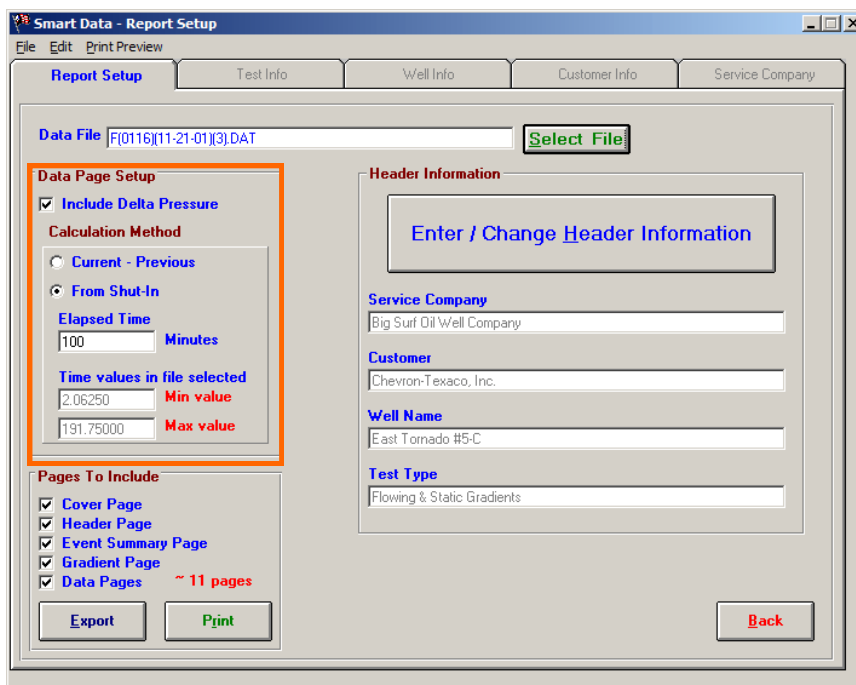 Smart Data - Report Setup
File Edit Print Preview
Report Setup Test Info Well Info Customer Info Service Company
Data File F(0116)(11-21-01)(3).DAT Select File
Data Page Setup
Include Delta Pressure
Calculation Method
Current - Previous
From Shut-In
Elapsed Time
100 Minutes
Time values in file selected
2.06250 Min value
191.75000 Max value
Pages To Include
Cover Page
Header Page
Event Summary Page
Gradient Page
Data Pages ~ 11 pages
Export Print
Header Information
Enter / Change Header Information
Service Company
Big Surf Oil Well Company
Customer
Chevron-Texaco, Inc.
Well Name
East Tornado #5-C
Test Type
Flowing & Static Gradients
Back